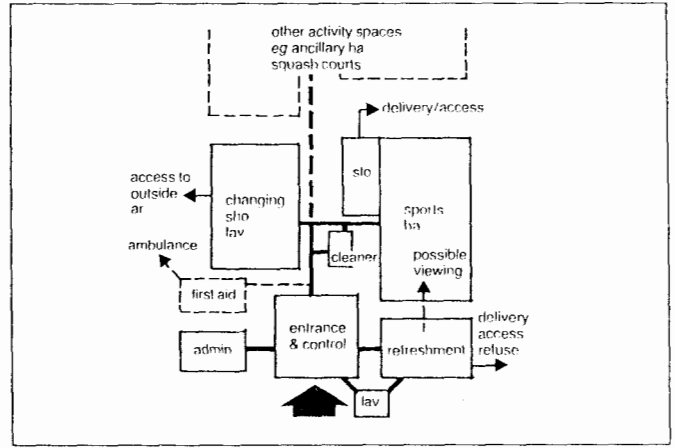 other activity spaces
eg ancillary ha
squash courts
delivery/access
slo
access to
outside
ar
changing
sho
lav
sports
ha
ambulance
cleaner
possible
viewing
first aid
delivery
access
refuse
entrance
& control
admin
refreshment
lav